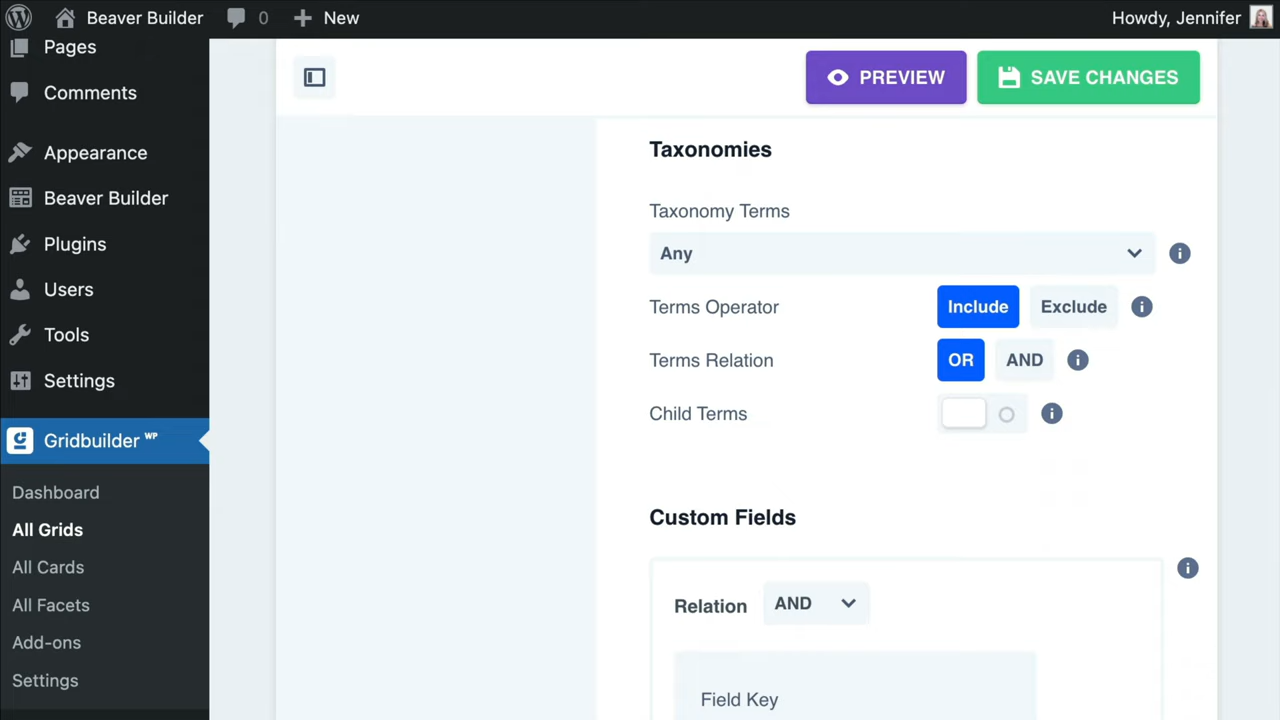 Beaver Builder
0
New
Howdy, Jennifer
Pages
Comments
Appearance
Beaver Builder
Plugins
Users
Tools
Settings
Gridbuilder WP
Dashboard
All Grids
All Cards
All Facets
Add-ons
Settings
PREVIEW
SAVE CHANGES
Taxonomies
Taxonomy Terms
Any
Terms Operator
Include
Exclude
Terms Relation
OR
AND
Child Terms
Custom Fields
Relation
AND
Field Key